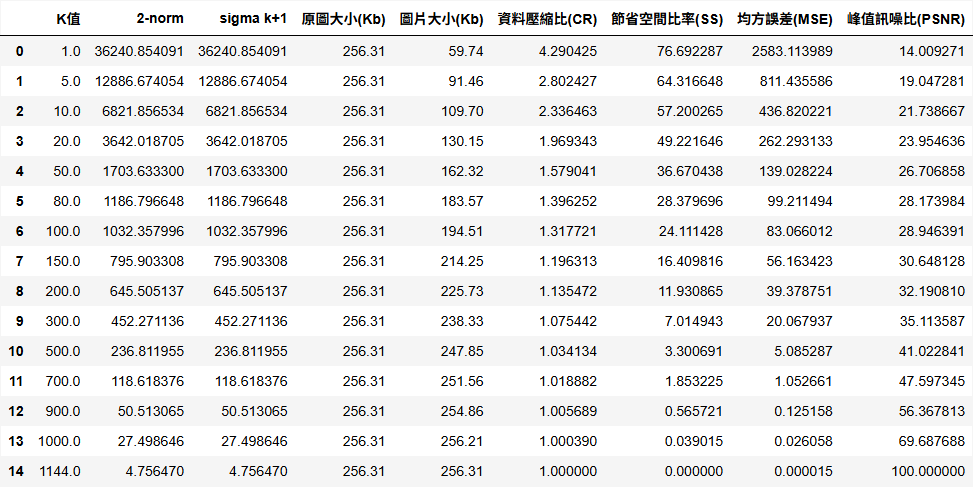 K值 2-norm sigma k+1 原圖大小(Kb) 圖片大小(Kb) 資料壓縮比(CR) 節省空間比率(SS) 均方誤差(MSE) 峰值訊噪比(PSNR)
0 1.0 36240.854091 36240.854091 256.31 59.74 4.290425 76.692287 2583.113989 14.009271
1 5.0 12886.674054 12886.674054 256.31 91.46 2.802427 64.316648 811.435586 19.047281
2 10.0 6821.856534 6821.856534 256.31 109.70 2.336463 57.200265 436.820221 21.738667
3 20.0 3642.018705 3642.018705 256.31 130.15 1.969343 49.221646 262.293133 23.954636
4 50.0 1703.633300 1703.633300 256.31 162.32 1.579041 36.670438 139.028224 26.706858
5 80.0 1186.796648 1186.796648 256.31 183.57 1.396252 28.379696 99.211494 28.173984
6 100.0 1032.357996 1032.357996 256.31 194.51 1.317721 24.111428 83.066012 28.946391
7 150.0 795.903308 795.903308 256.31 214.25 1.196313 16.409816 56.163423 30.648128
8 200.0 645.505137 645.505137 256.31 225.73 1.135472 11.930865 39.378751 32.190810
9 300.0 452.271136 452.271136 256.31 238.33 1.075442 7.014943 20.067937 35.113587
10 500.0 236.811955 236.811955 256.31 247.85 1.034134 3.300691 5.085287 41.022841
11 700.0 118.618376 118.618376 256.31 251.56 1.018882 1.853225 1.052661 47.597345
12 900.0 50.513065 50.513065 256.31 254.86 1.005689 0.565721 0.125158 56.367813
13 1000.0 27.498646 27.498646 256.31 256.21 1.000390 0.039015 0.026058 69.687688
14 1144.0 4.756470 4.756470 256.31 256.31 1.000000 0.000000 0.000015 100.000000